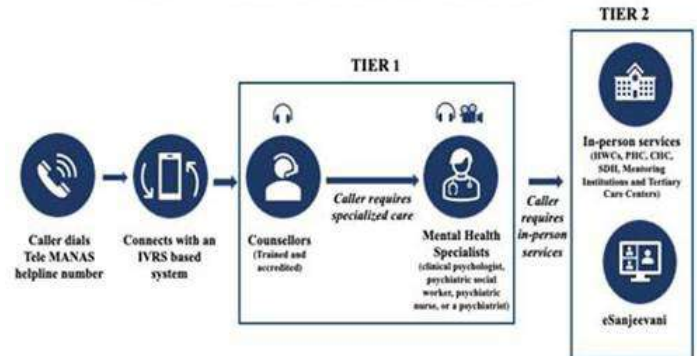 TIER 2
TIER 1
Caller dials
Tele MANAS
helpline number
Connects with an
IVRS based
system
Counsellors
(Trained and
accredited)
Caller requires
specialized care
Mental Health
Specialists
(clinical psychologist,
psychiatric social
worker, psychiatric
nurse, or a psychiatrist)
Caller
requires
in-person
services
In-person services
(HWCs, PHC, CHC,
SDH, Mentoring
Institutions and Tertiary
Care Centers)
eSanjeevani